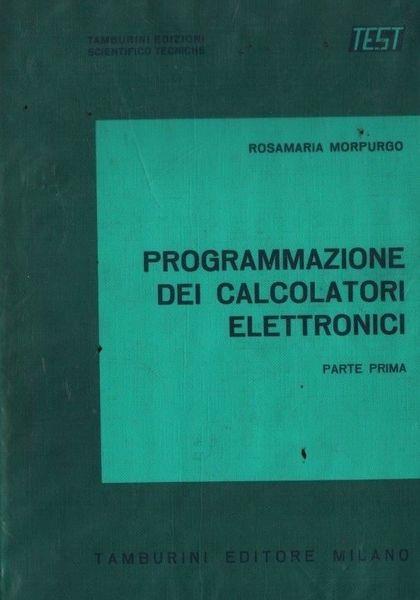 TAMBURINI EDIZIONI
SCIENTIFICO TECNICHE
TEST
ROSAMARIA MORPURGO
PROGRAMMAZIONE
DEI CALCOLATORI
ELETTRONICI
PARTE PRIMA
TAMBURINI EDITORE MILANO